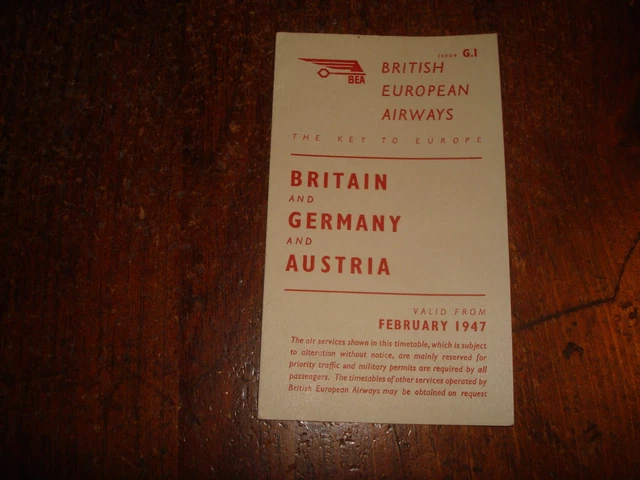 ISSUE G.1
BEA
BRITISH
EUROPEAN
AIRWAYS
THE KEY TO EUROPE
BRITAIN
AND
GERMANY
AND
AUSTRIA
VALID FROM
FEBRUARY 1947
The air services shown in this timetable, which is subject
to alteration without notice, are mainly reserved for
priority traffic and military permits are required by all
passengers. The timetables of other services operated by
British European Airways may be obtained on request